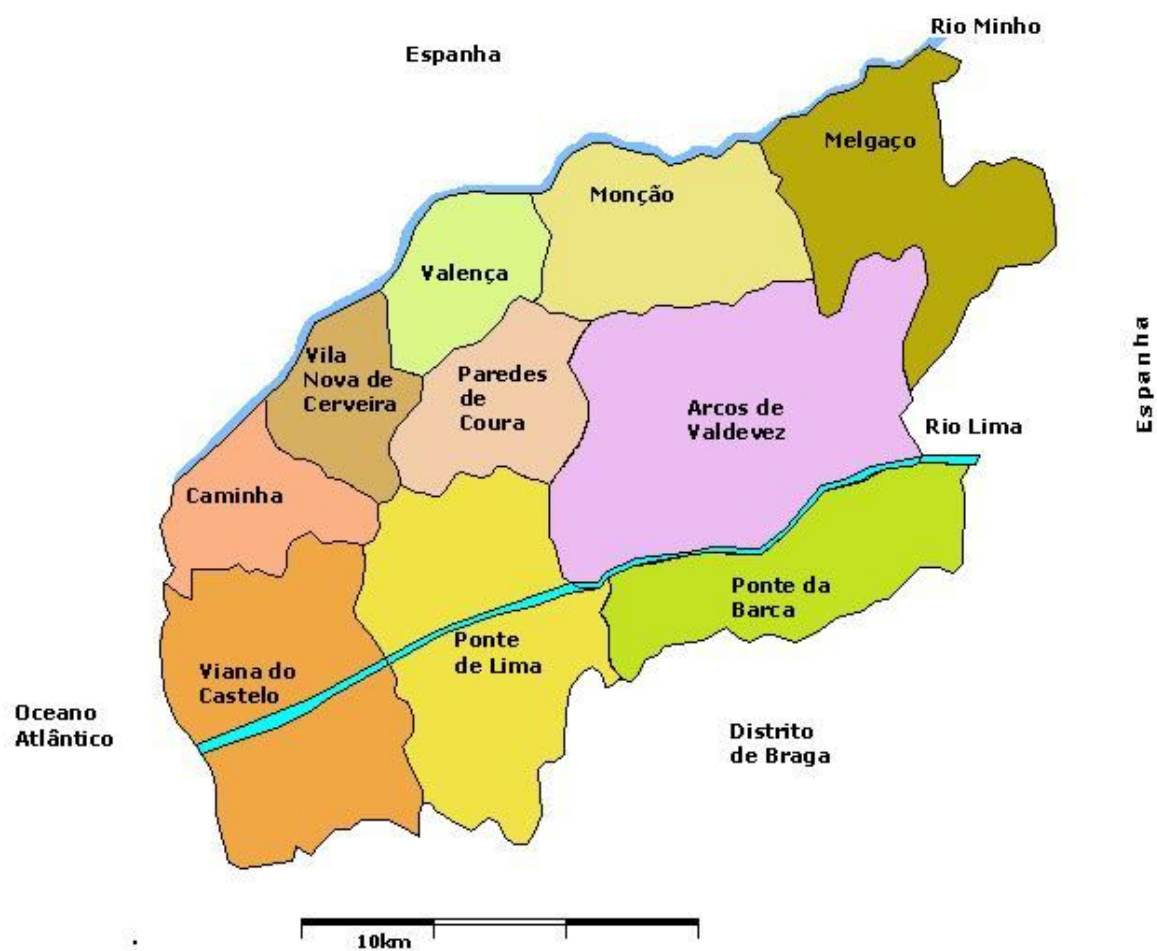 Rio Minho
Espanha
Melgaço
Monção
Valença
Espanha
Vila
Nova de
Cerveira
Paredes
de
Coura
Arcos de
Valdevez
Rio Lima
Caminha
Ponte da
Barca
Ponte
de Lima
Viana do
Castelo
Oceano
Atlântico
Distrito
de Braga
10km